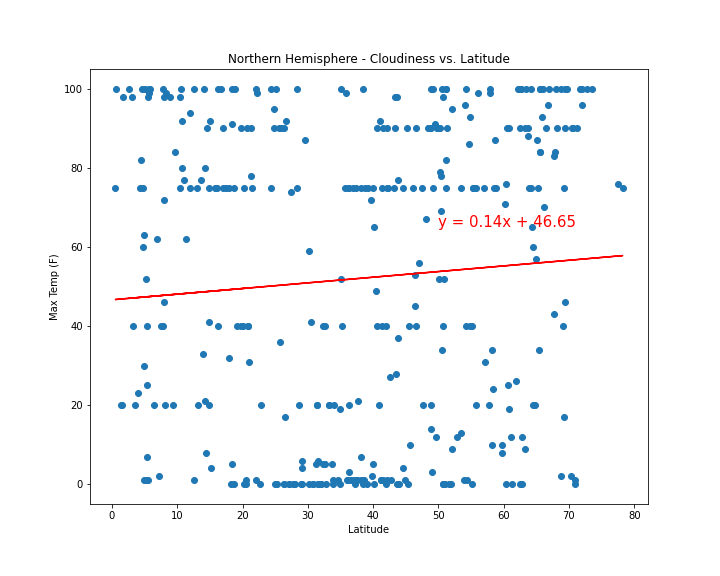 Northern Hemisphere - Cloudiness vs. Latitude
100
80
60
40
20
0
Max Temp (F)
y = 0.14x + 46.65
0 10 20 30 40 50 60 70 80
Latitude